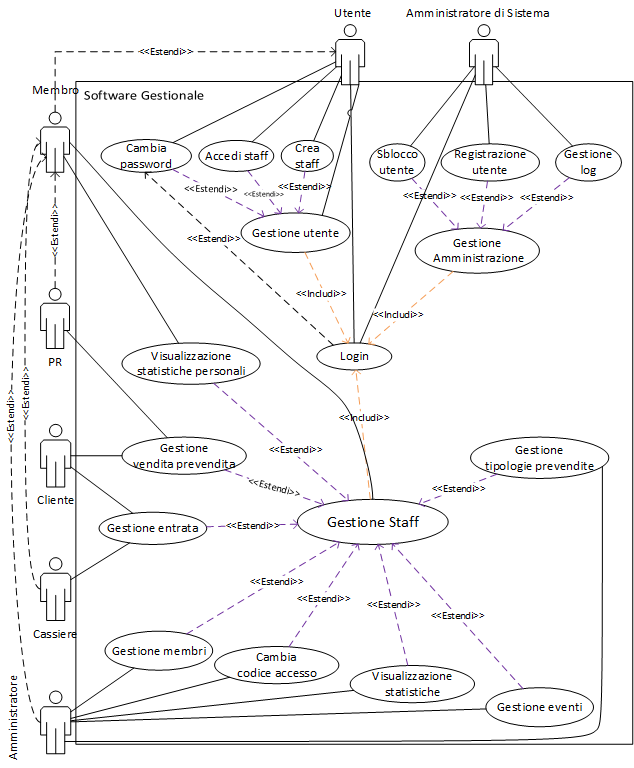 Utente
Amministratore di Sistema
<<Estendi>>
Membro
Software Gestionale
Cambia
password
Accedi staff
Crea
staff
Sblocco
utente
Registrazione
utente
Gestione
log
<<Estendi>>
<<Estendi>>
<<Estendi>>
<<Estendi>>
<<Estendi>>
<<Estendi>>
Gestione utente
<<Estendi>>
Gestione
Amministrazione
<<Estendi>>
<<Includi>>
<<Includi>>
PR
Visualizzazione
statistiche personali
Login
<<Estendi>>
<<Estendi>>
<<Includi>>
Gestione
vendita prevendita
<<Estendi>>
Gestione
tipologie prevendite
Cliente
<<Estendi>>
<<Estendi>>
Gestione entrata
<<Estendi>>
Gestione Staff
Cassiere
<<Estendi>>
<<Estendi>>
<<Estendi>>
<<Estendi>>
Gestione membri
Cambia
codice accesso
Visualizzazione
statistiche
Gestione eventi
Amministratore